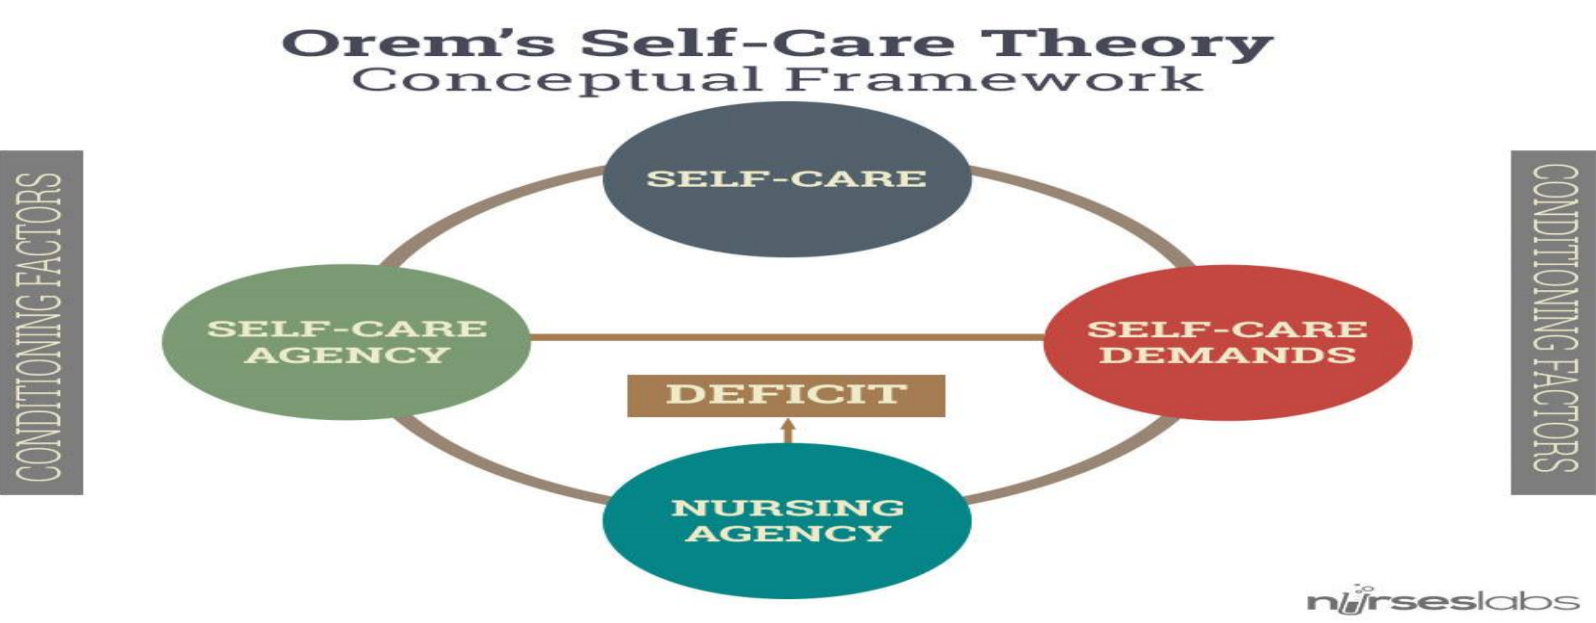 Orem's Self-Care Theory
Conceptual Framework
CONDITIONING FACTORS
SELF-CARE
SELF-CARE
AGENCY
SELF-CARE
DEMANDS
DEFICIT
NURSING
AGENCY
CONDITIONING FACTORS
nurseslabs